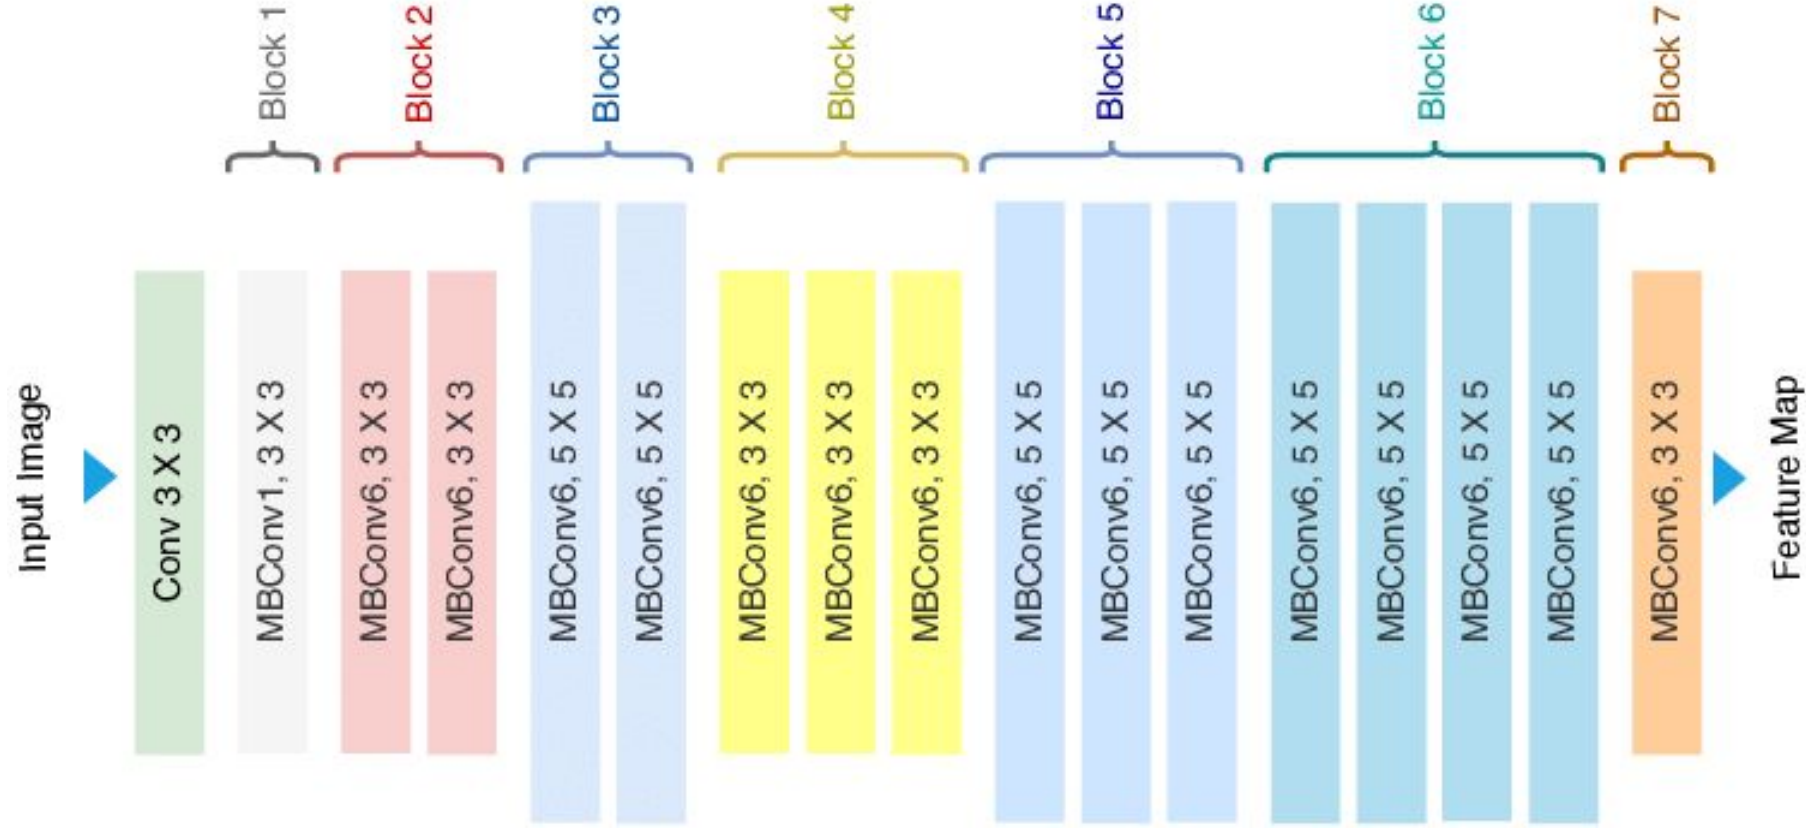 Input Image
Conv 3 X 3
Block 1
MBConv1, 3 X 3
Block 2
MBConv6, 3 X 3
MBConv6, 3 X 3
Block 3
MBConv6, 5 X 5
MBConv6, 5 X 5
Block 4
MBConv6, 3 X 3
MBConv6, 3 X 3
MBConv6, 3 X 3
Block 5
MBConv6, 5 X 5
MBConv6, 5 X 5
MBConv6, 5 X 5
Block 6
MBConv6, 5 X 5
MBConv6, 5 X 5
MBConv6, 5 X 5
MBConv6, 5 X 5
Block 7
MBConv6, 3 X 3
Feature Map